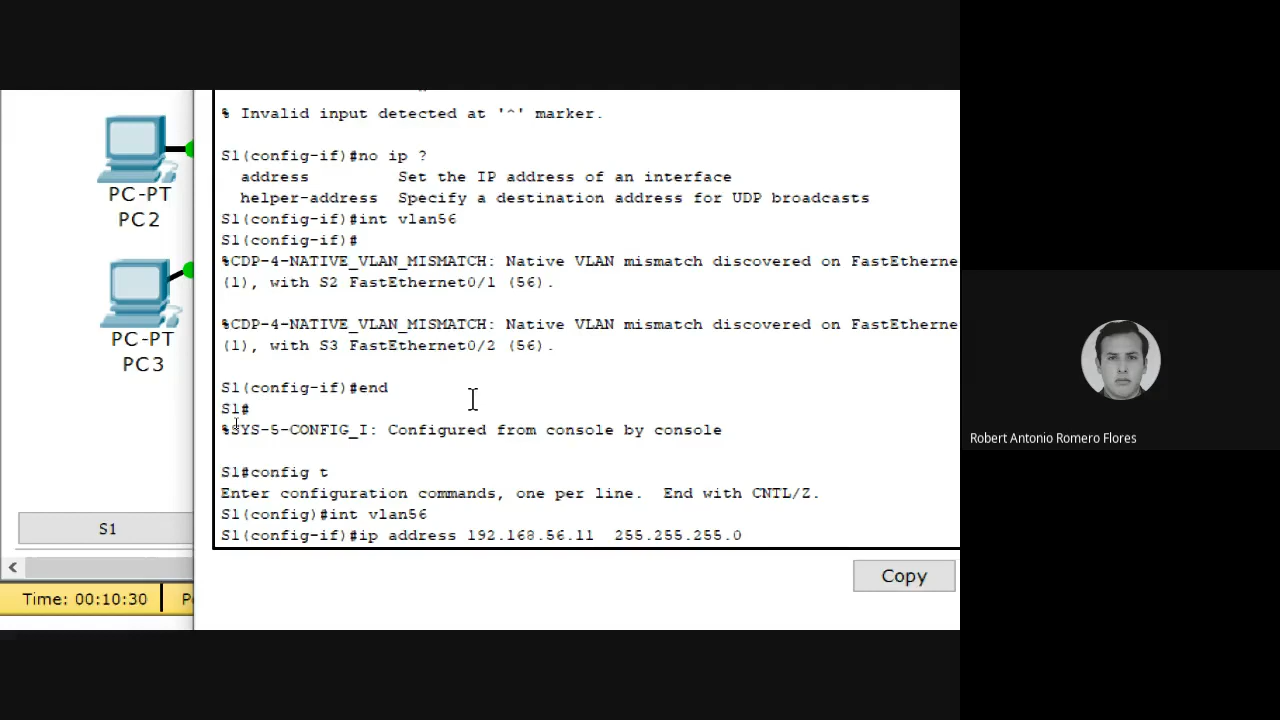 % Invalid input detected at '^' marker.
S1(config-if)#no ip ?
address Set the IP address of an interface
helper-address Specify a destination address for UDP broadcasts
S1(config-if)#int vlan56
S1(config-if)#
%CDP-4-NATIVE_VLAN_MISMATCH: Native VLAN mismatch discovered on FastEtherne
(1), with S2 FastEthernet0/1 (56).
%CDP-4-NATIVE_VLAN_MISMATCH: Native VLAN mismatch discovered on FastEtherne
(1), with S3 FastEthernet0/2 (56).
S1(config-if)#end
S1#
%SYS-5-CONFIG_I: Configured from console by console
S1#config t
Enter configuration commands, one per line. End with CNTL/Z.
S1(config)#int vlan56
S1(config-if)#ip address 192.168.56.11 255.255.255.0
Copy
PC-PT
PC2
PC-PT
PC3
S1
Time: 00:10:30
Robert Antonio Romero Flores